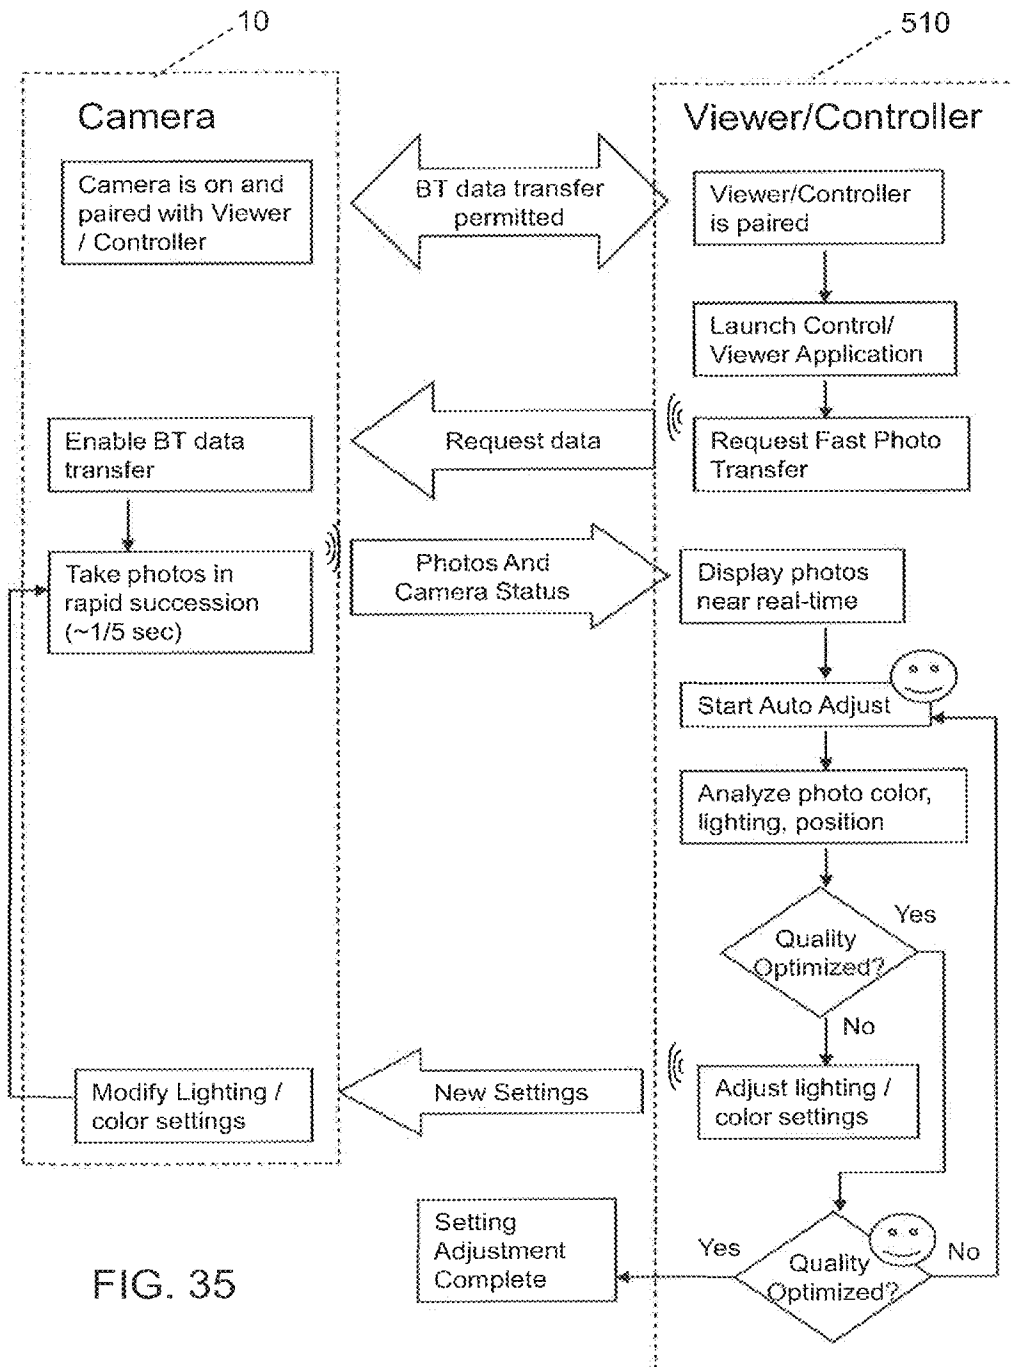 10
510
Camera
Viewer/Controller
Camera is on and
paired with Viewer
/ Controller
BT data transfer
permitted
Viewer/Controller
is paired
Launch Control/
Viewer Application
Enable BT data
transfer
Request data
Request Fast Photo
Transfer
Take photos in
rapid succession
(~1/5 sec)
Photos And
Camera Status
Display photos
near real-time
Start Auto Adjust
Analyze photo color,
lighting, position
Quality
Optimized?
Yes
No
Modify Lighting /
color settings
New Settings
Adjust lighting /
color settings
Setting
Adjustment
Complete
Yes
Quality
Optimized?
No
FIG. 35